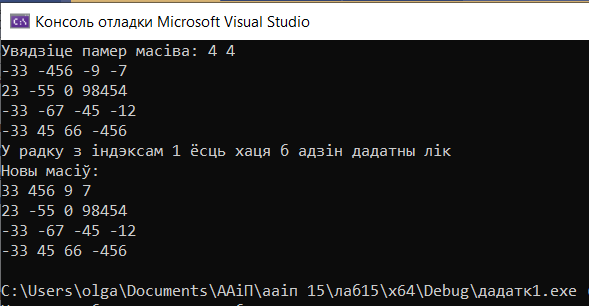 Консоль отладки Microsoft Visual Studio
Увядзіце памер масіва: 4 4
-33 -456 -9 -7
23 -55 0 98454
-33 -67 -45 -12
-33 45 66 -456
У радку з індэксам 1 ёсць хаця б адзін дадатны лік
Новы масіў:
33 456 9 7
23 -55 0 98454
-33 -67 -45 -12
-33 45 66 -456
C:\Users\olga\Documents\ААіП\ааіп 15\лаб15\x64\Debug\дадатк1.exe